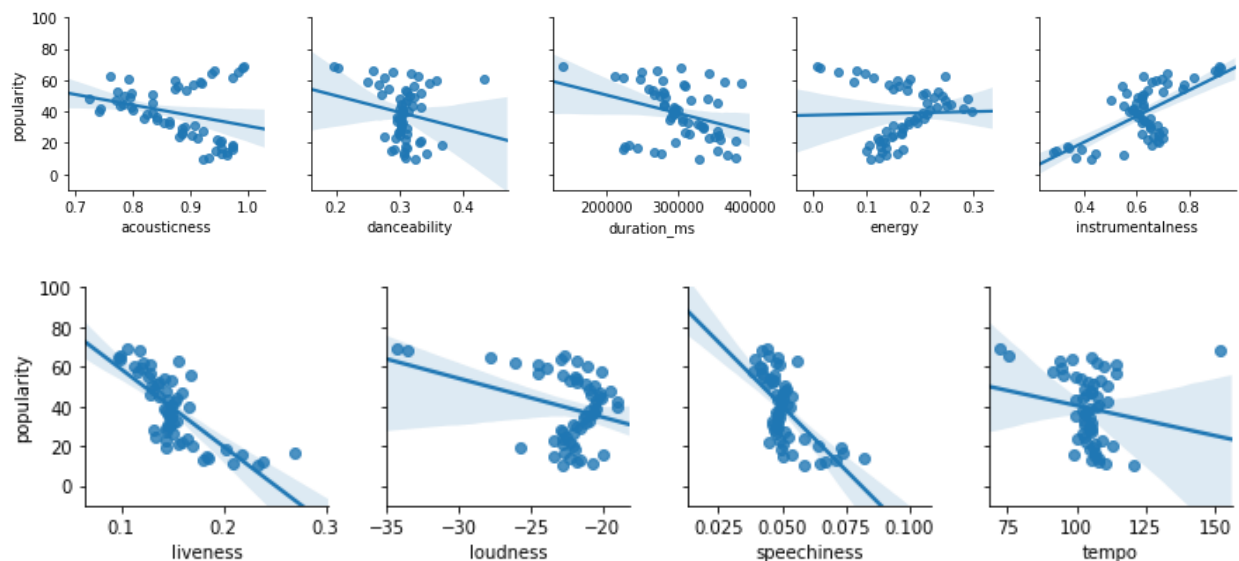 100
80
60
40
20
0
popularity
0.7 0.8 0.9 1.0
acousticness
0.2 0.3 0.4
danceability
200000 300000 400000
duration_ms
0.0 0.1 0.2 0.3
energy
0.4 0.6 0.8
instrumentalness
100
80
60
40
20
0
popularity
0.1 0.2 0.3
liveness
−35 −30 −25 −20
loudness
0.025 0.050 0.075 0.100
speechiness
75 100 125 150
tempo